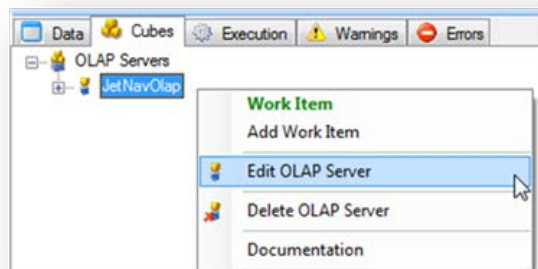 Data Cubes Execution Warnings Errors
OLAP Servers
JetNavOlap
Work Item
Add Work Item
Edit OLAP Server
Delete OLAP Server
Documentation